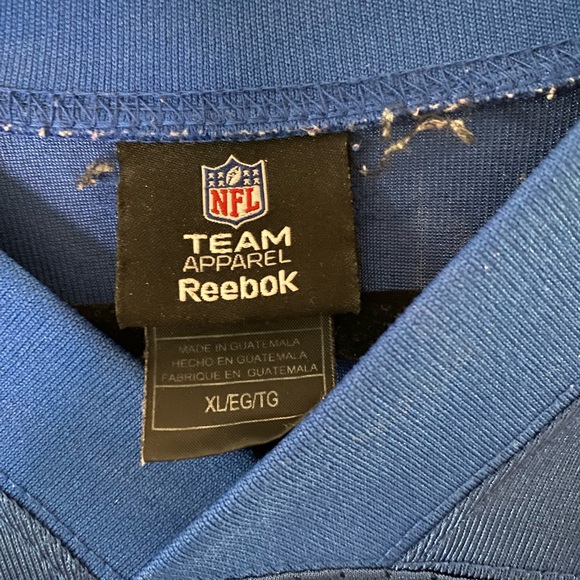 NFL
TEAM
APPAREL
Reebok
MADE IN GUATEMALA
HECHO EN GUATEMALA
FABRIQUE EN GUATEMALA
XL/EG/TG